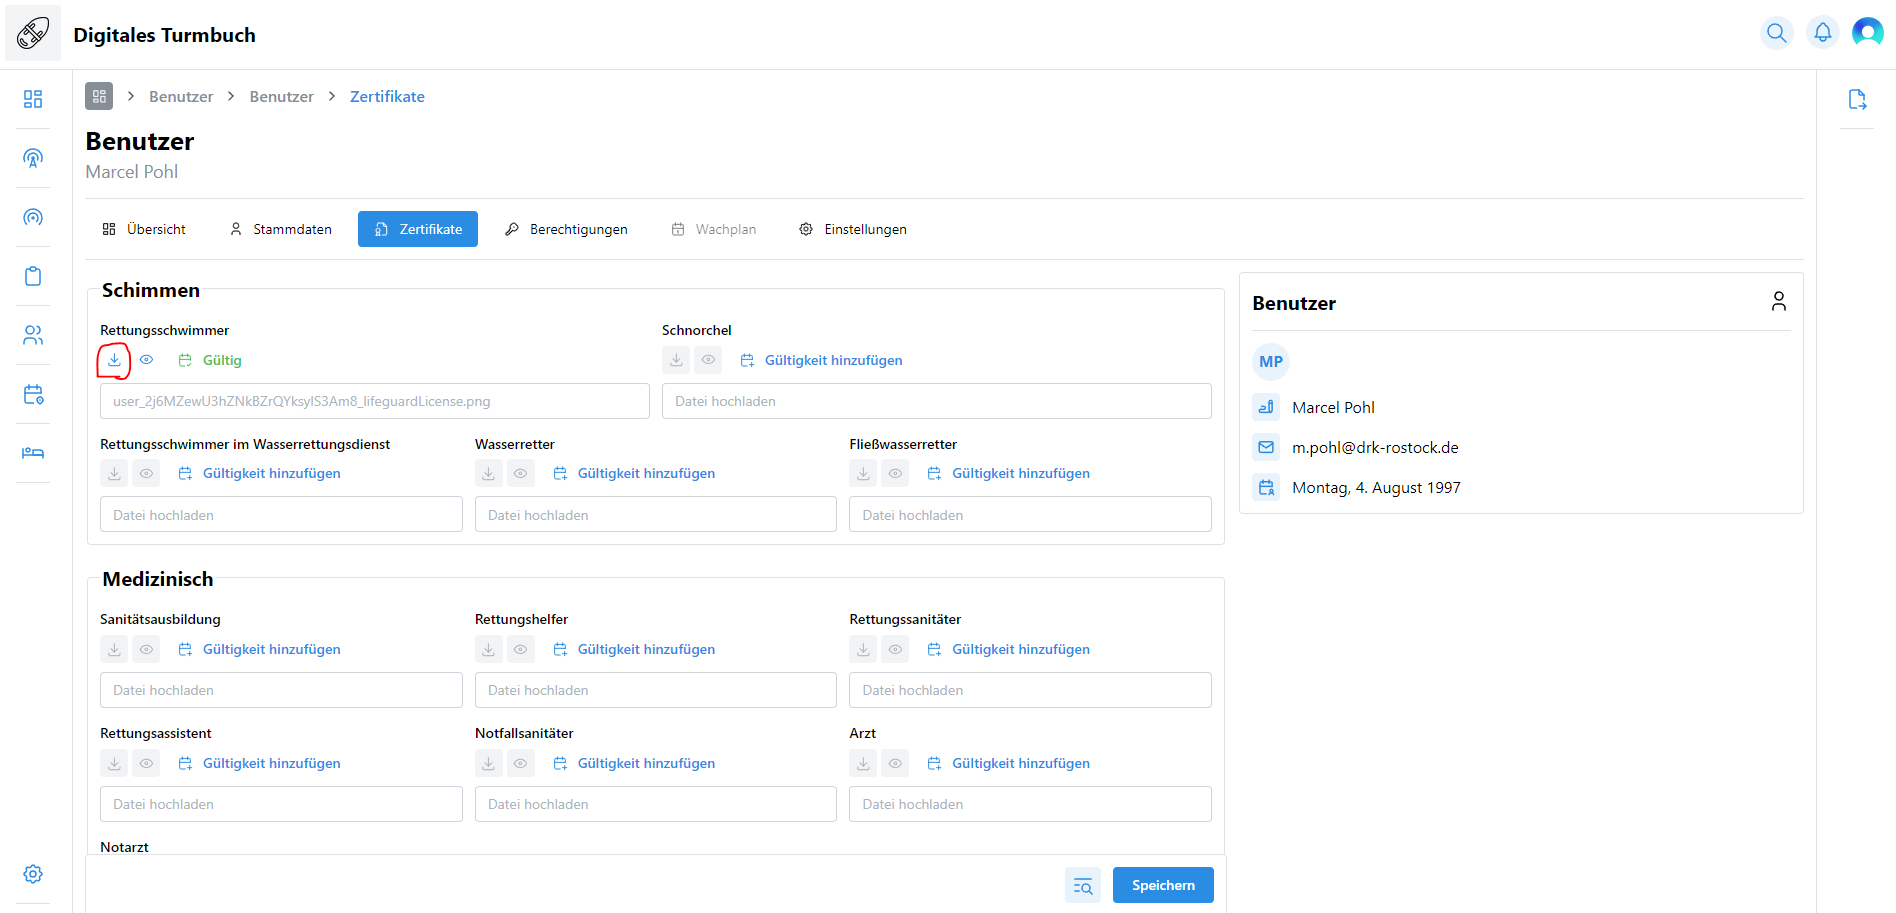 Digitales Turmbuch
Benutzer Benutzer Zertifikate
Benutzer
Marcel Pohl
Übersicht Stammdaten Zertifikate Berechtigungen Wachplan Einstellungen
Schimmen
Rettungsschwimmer Schnorchel
Gültig Gültigkeit hinzufügen
user_2j6MZewU3hZNkBZrQYksylS3Am8_lifeguardLicense.png Datei hochladen
Rettungsschwimmer im Wasserrettungsdienst Wasserretter Fließwasserretter
Gültigkeit hinzufügen Gültigkeit hinzufügen Gültigkeit hinzufügen
Datei hochladen Datei hochladen Datei hochladen
Medizinisch
Sanitätsausbildung Rettungshelfer Rettungssanitäter
Gültigkeit hinzufügen Gültigkeit hinzufügen Gültigkeit hinzufügen
Datei hochladen Datei hochladen Datei hochladen
Rettungsassistent Notfallsanitäter Arzt
Gültigkeit hinzufügen Gültigkeit hinzufügen Gültigkeit hinzufügen
Datei hochladen Datei hochladen Datei hochladen
Notarzt
Speichern
Benutzer
MP
Marcel Pohl
m.pohl@drk-rostock.de
Montag, 4. August 1997